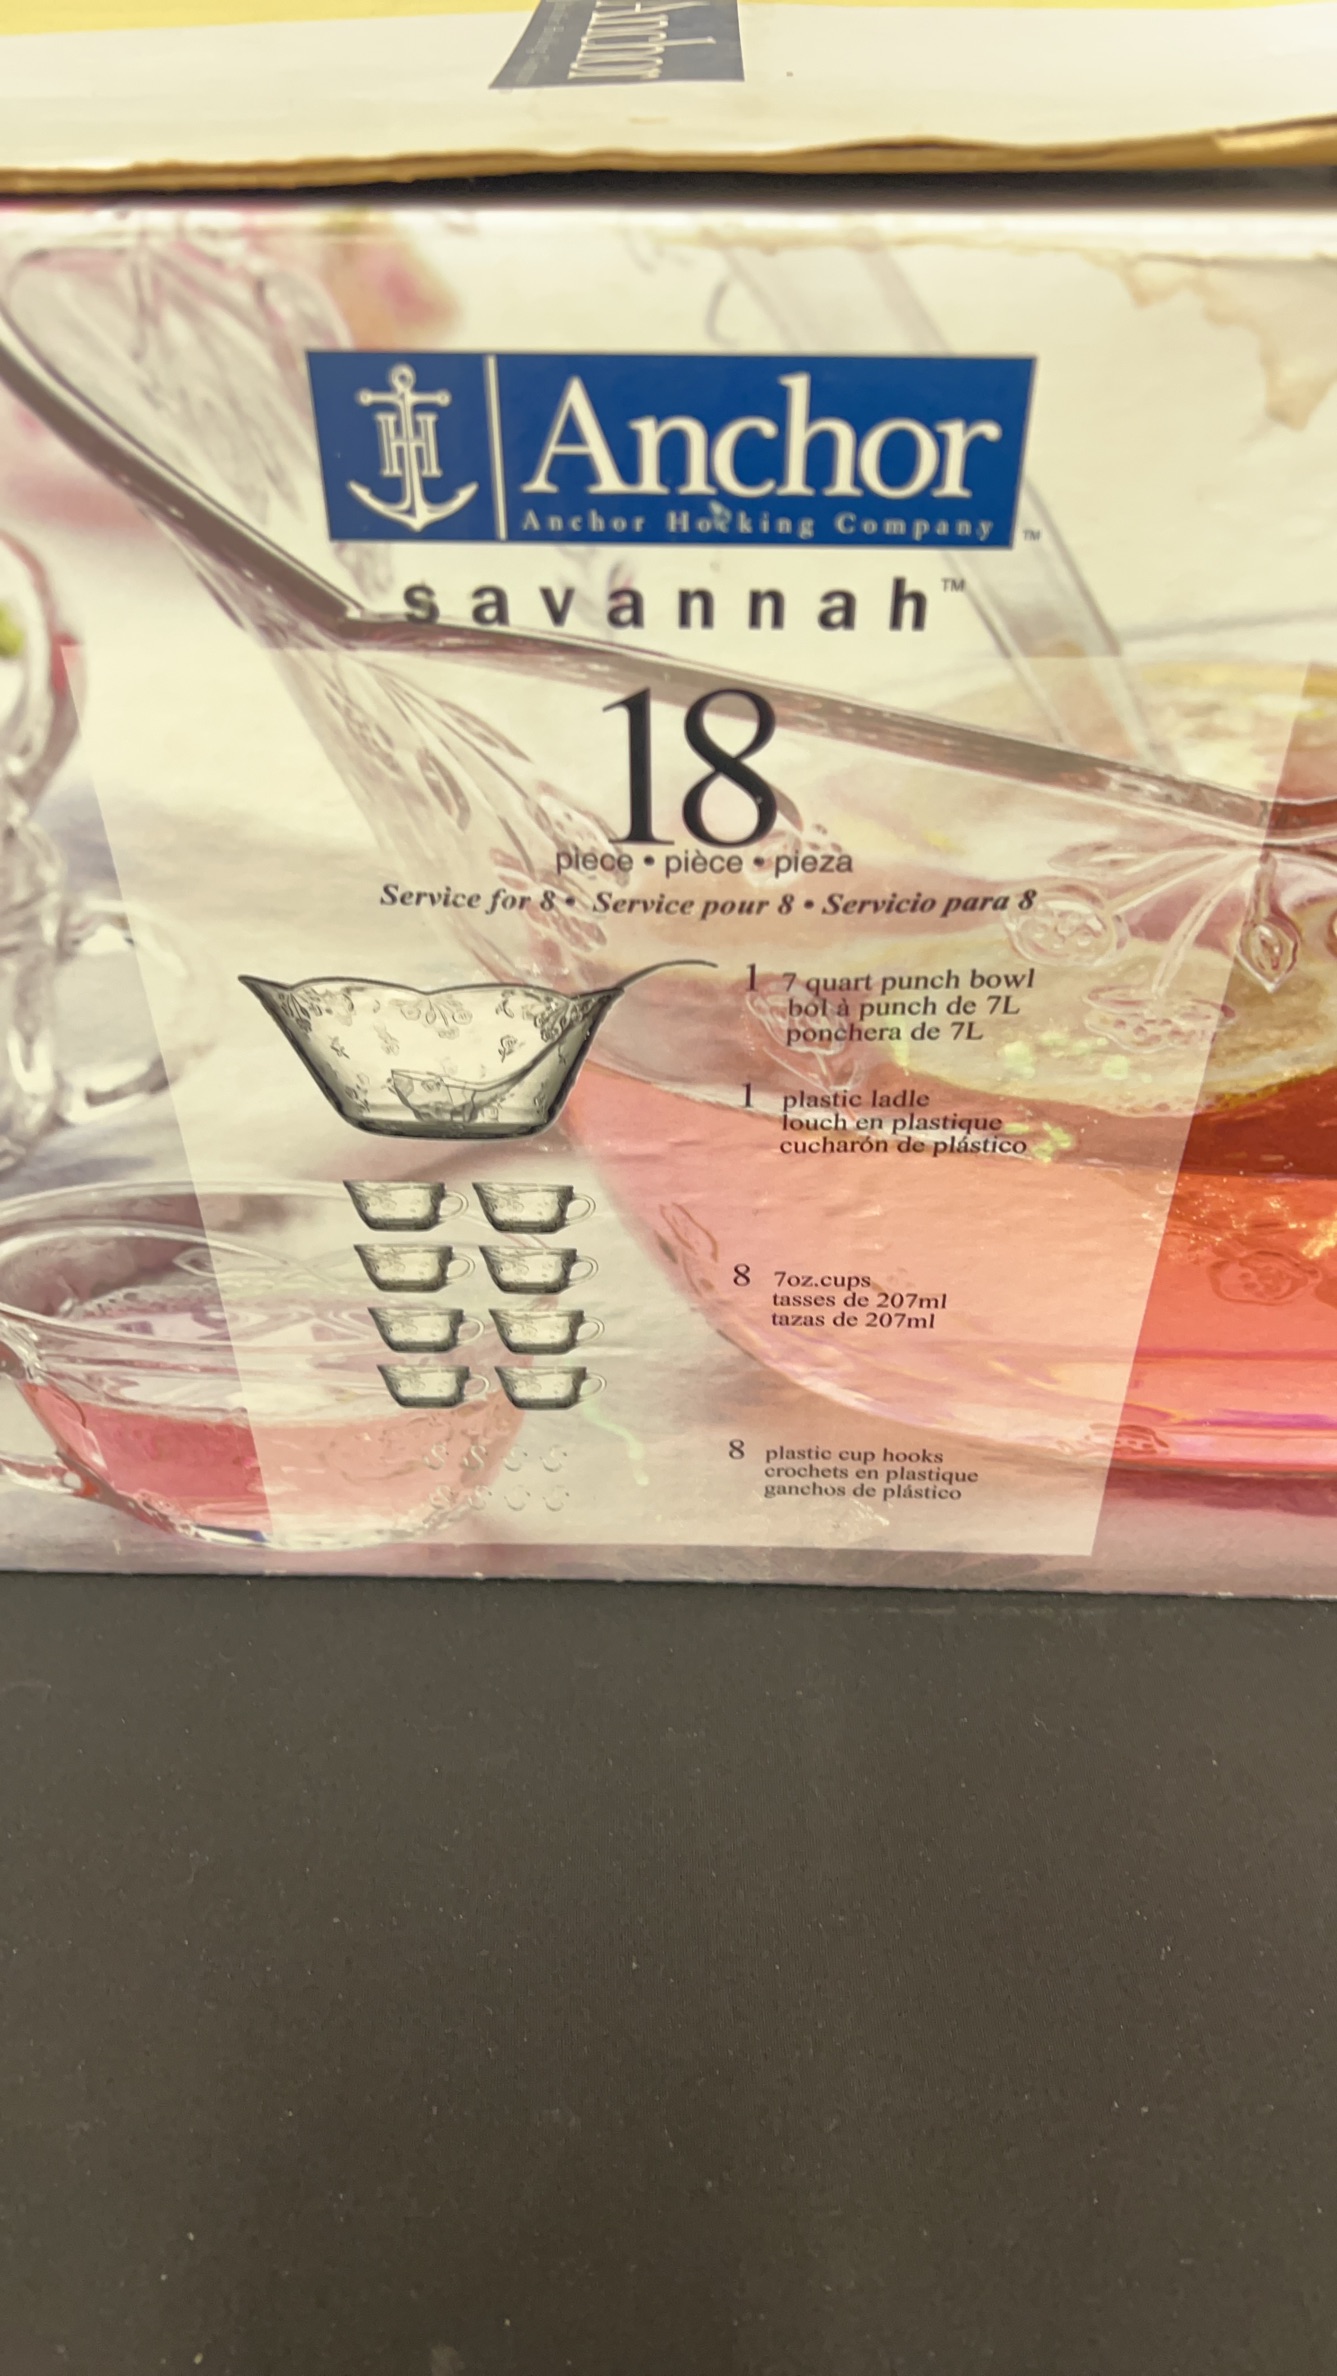 Anchor
H
Anchor
Anchor Hocking Company ™
savannah™
18
piece • pièce • pieza
Service for 8 • Service pour 8 • Servicio para 8
1 7 quart punch bowl
bol à punch de 7L
ponchera de 7L
1 plastic ladle
louch en plastique
cucharón de plástico
8 7oz.cups
tasses de 207ml
tazas de 207ml
8 plastic cup hooks
crochets en plastique
ganchos de plástico